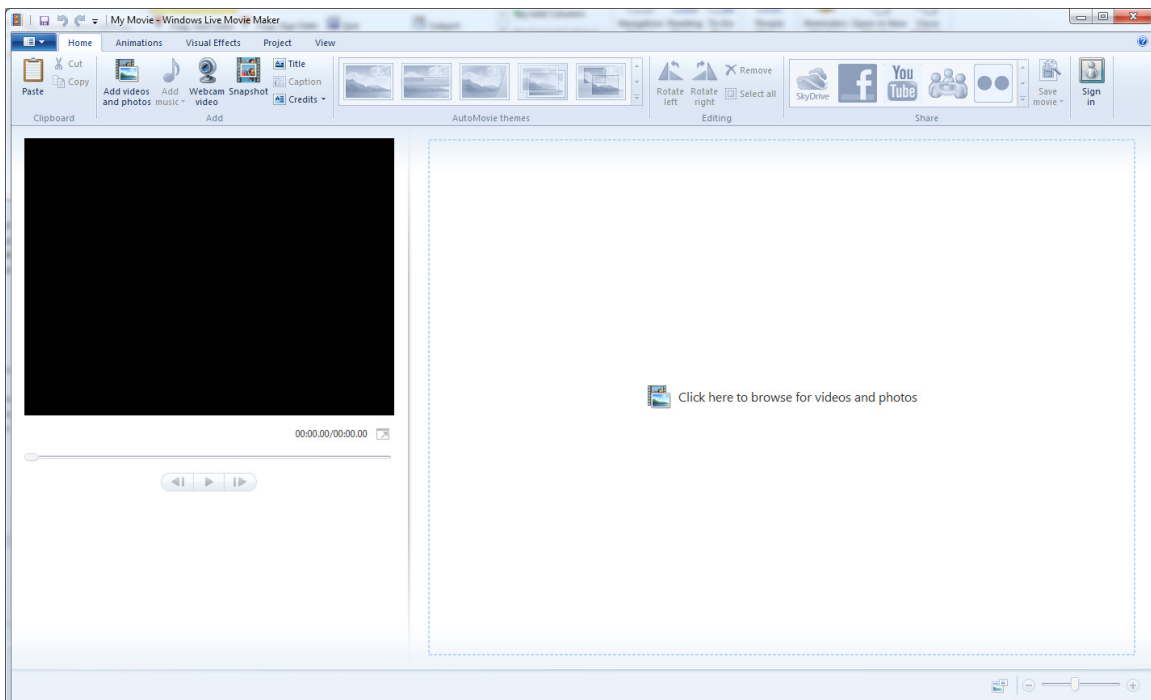 My Movie - Windows Live Movie Maker
Home Animations Visual Effects Project View
Paste
Cut
Copy
Clipboard
Add videos
and photos
Add
music
Webcam
video
Snapshot
Title
Caption
Credits
Add
AutoMovie themes
Rotate
left
Rotate
right
Remove
Select all
Editing
SkyDrive
f
You
Tube
Share
Save
movie
Sign
in
00:00.00/00:00.00
Click here to browse for videos and photos